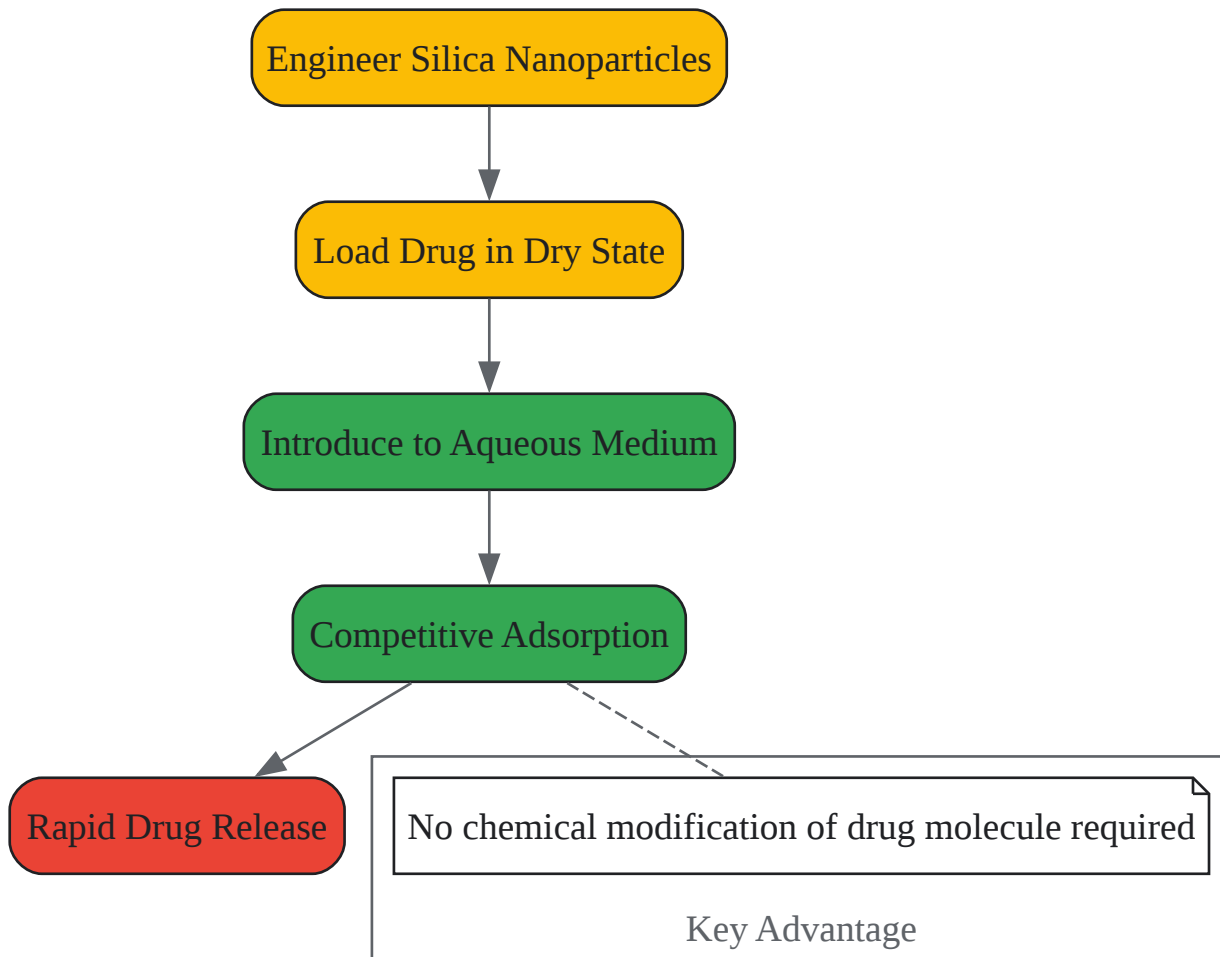 Engineer Silica Nanoparticles
Load Drug in Dry State
Introduce to Aqueous Medium
Competitive Adsorption
Rapid Drug Release
No chemical modification of drug molecule required
Key Advantage